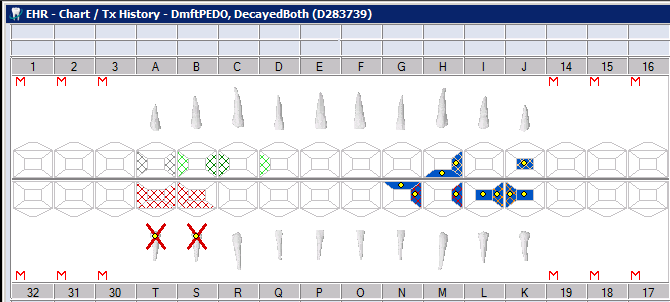 EHR - Chart / Tx History - DmftPEDO, DecayedBoth (D283739)
1 2 3 A B C D E F G H I J 14 15 16
M M M M M M
M M M M M M
32 31 30 T S R Q P O N M L K 19 18 17